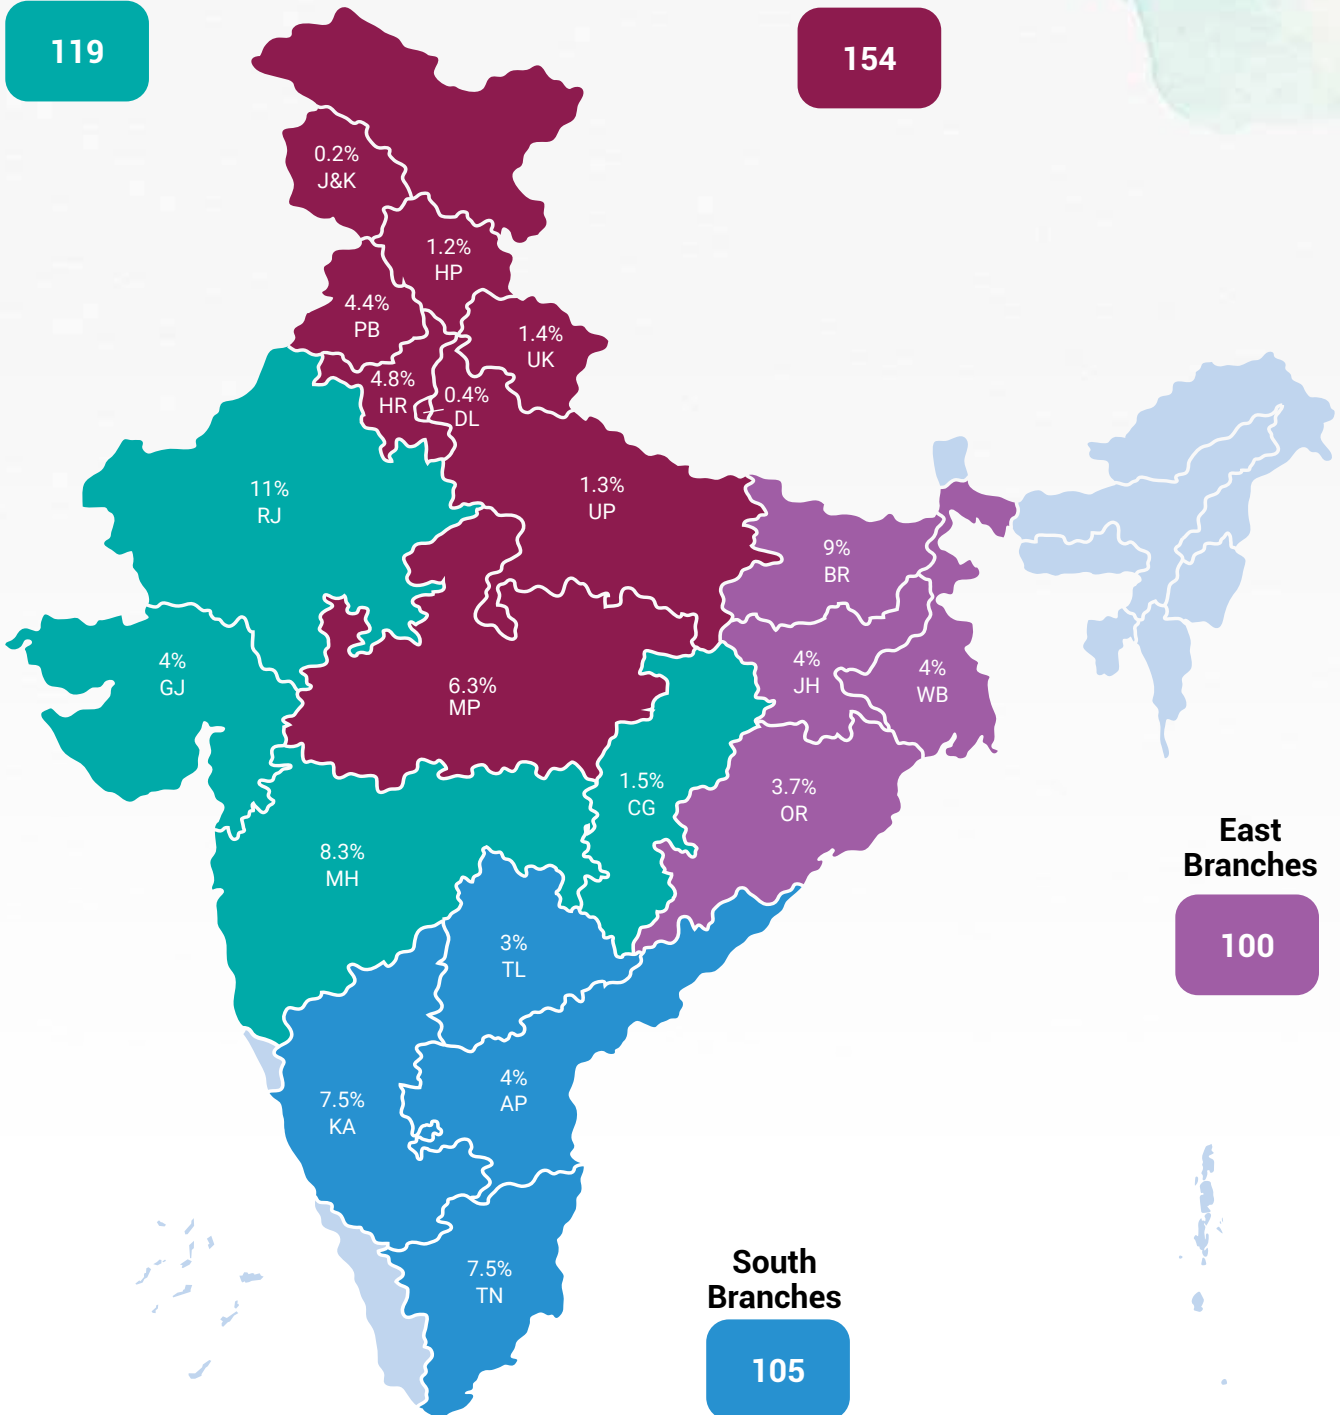 119
154
0.2%
J&K
1.2%
HP
4.4%
PB
1.4%
UK
4.8%
HR
0.4%
DL
11%
RJ
1.3%
UP
9%
BR
4%
GJ
6.3%
MP
4%
JH
4%
WB
1.5%
CG
3.7%
OR
8.3%
MH
East
Branches
100
3%
TL
4%
AP
7.5%
KA
7.5%
TN
South
Branches
105